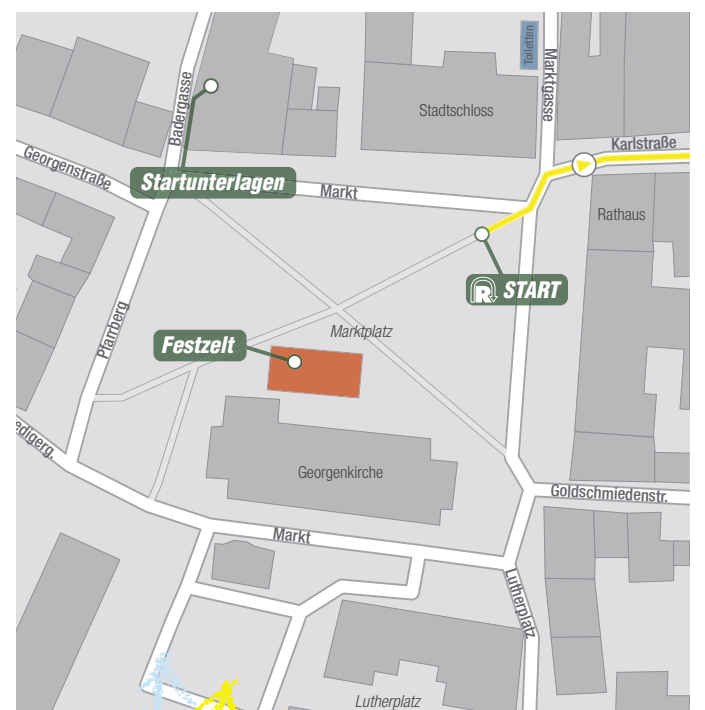 Toiletten
Marktgasse
Badergasse
Stadtschloss
Karlstraße
Georgenstraße
Startunterlagen
Markt
Rathaus
R START
Pfarrberg
Marktplatz
Festzelt
edigerg.
Georgenkirche
Goldschmiedenstr.
Markt
Lutherplatz
Lutherplatz